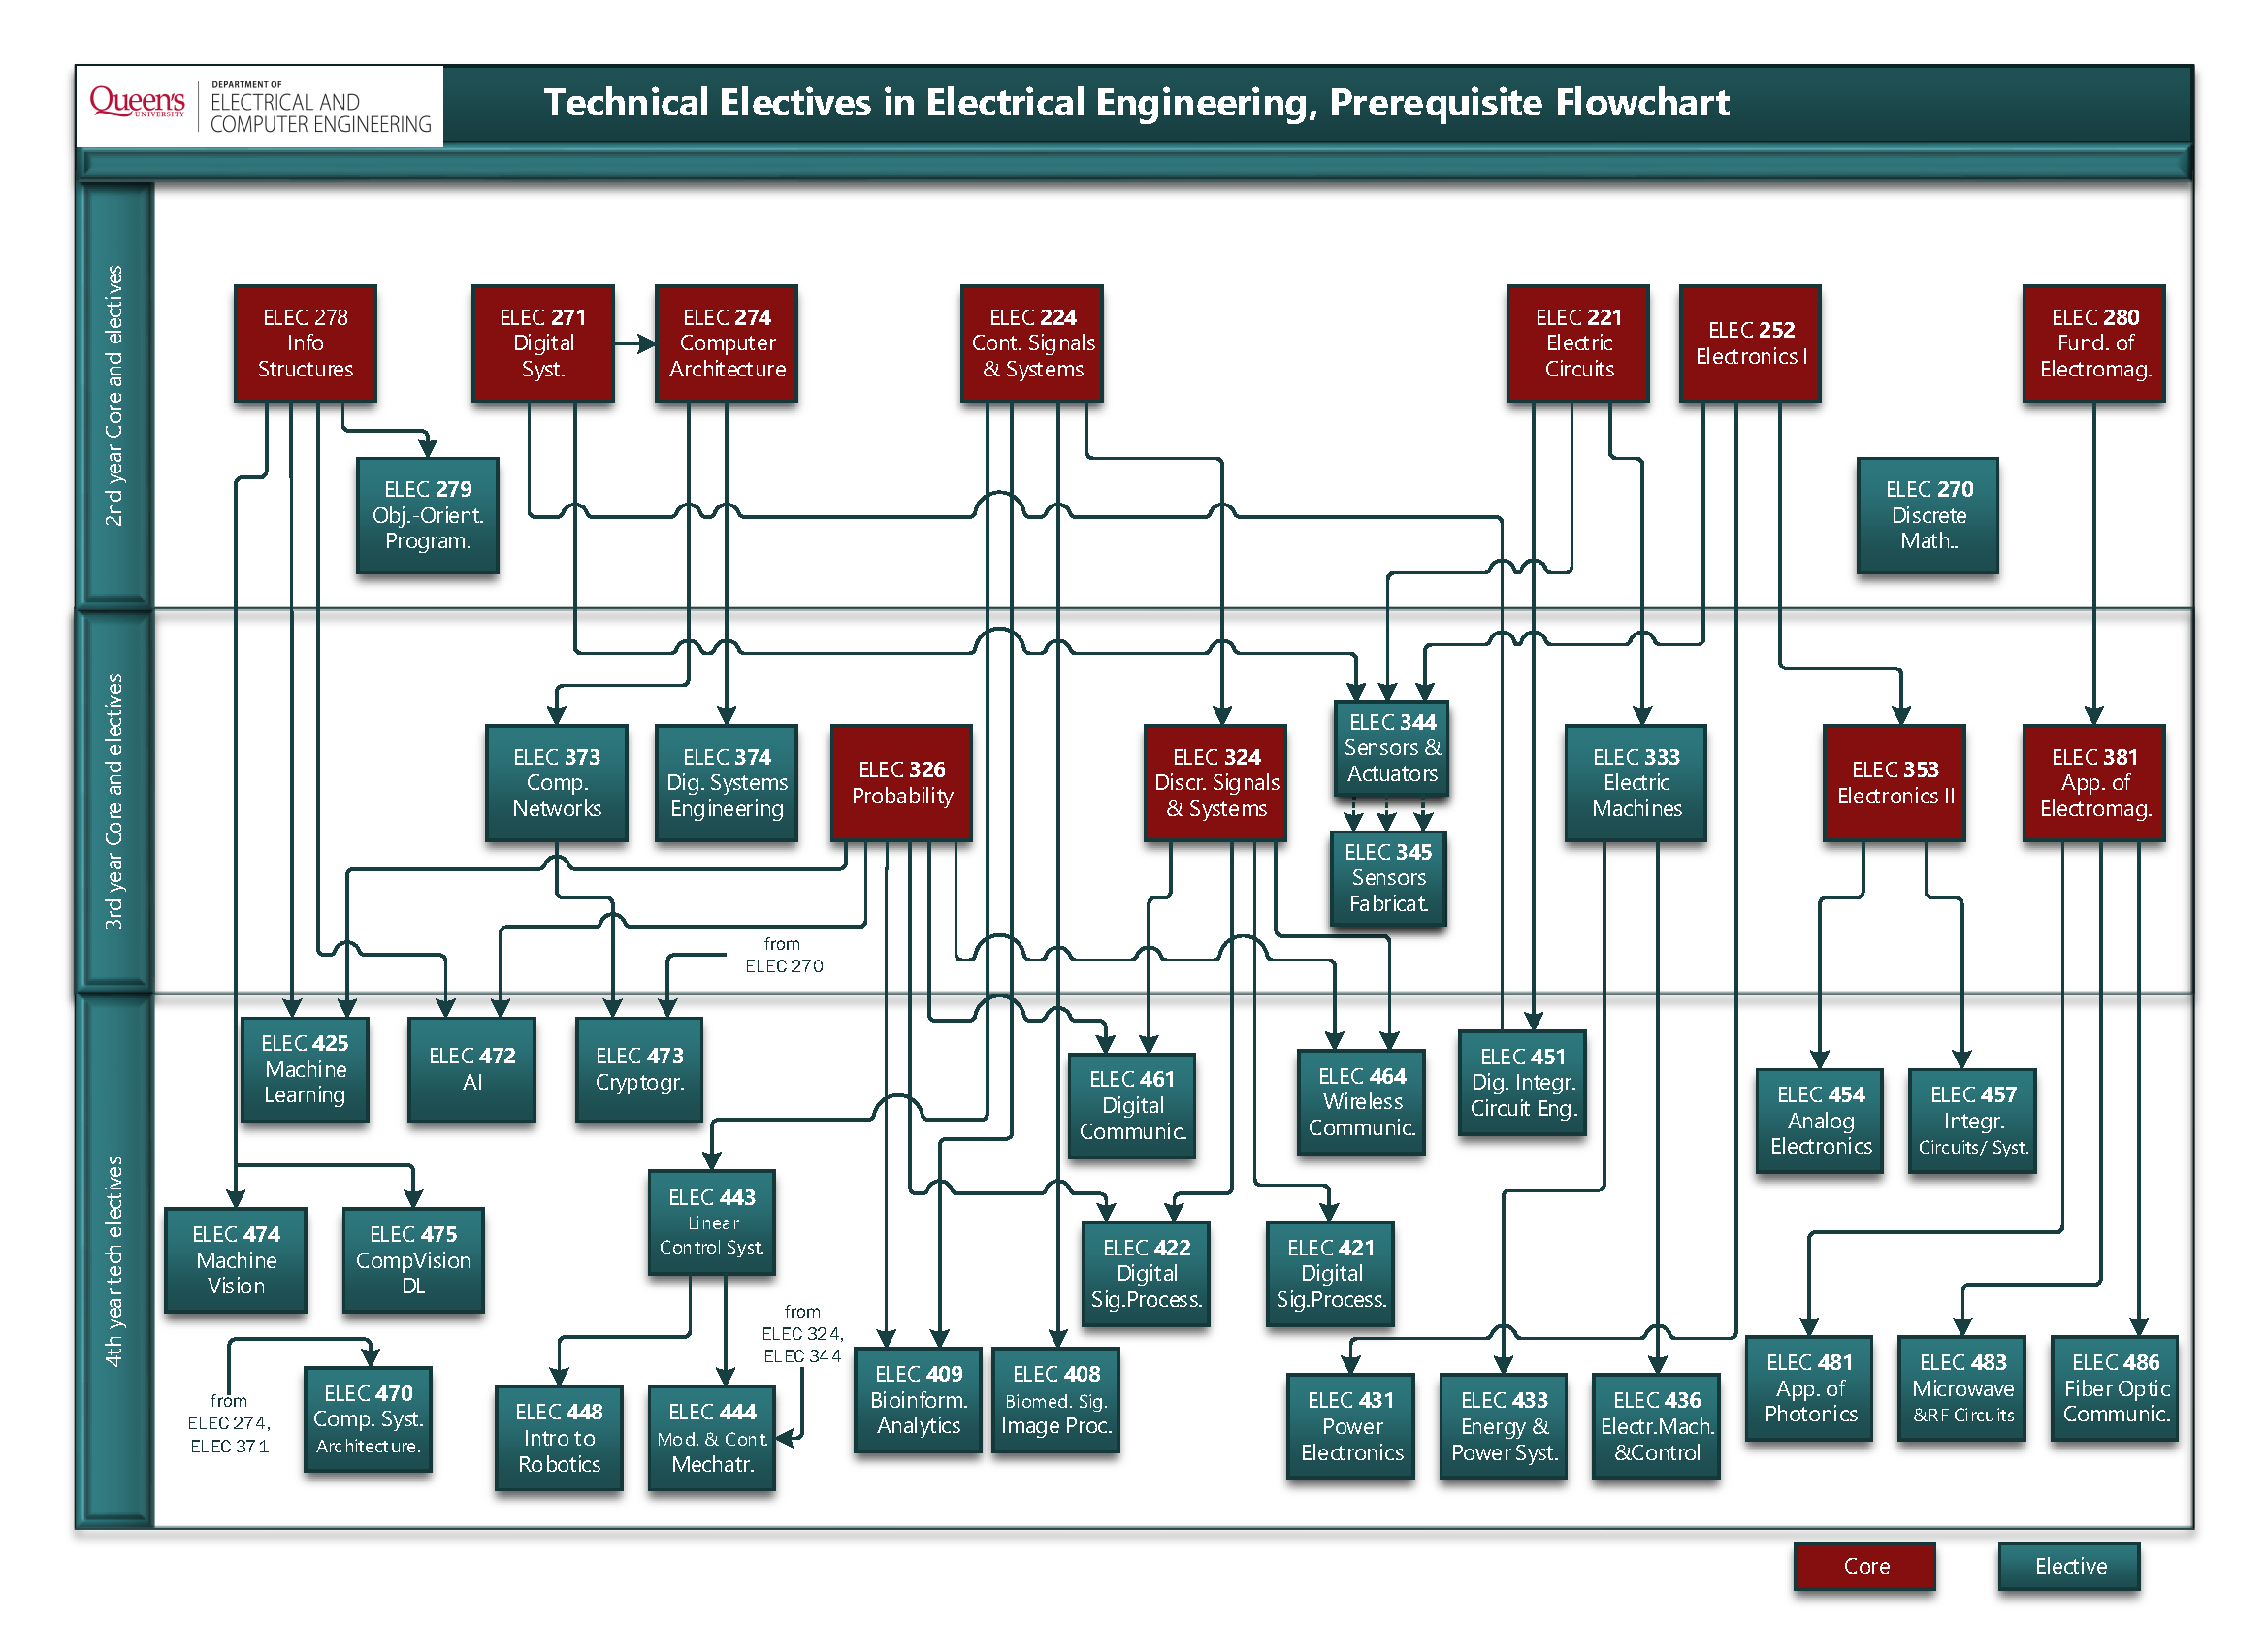 Queen's
UNIVERSITY
DEPARTMENT OF
ELECTRICAL AND
COMPUTER ENGINEERING
Technical Electives in Electrical Engineering, Prerequisite Flowchart
2nd year Core and electives
ELEC 278
Info
Structures
ELEC 271
Digital
Syst.
ELEC 274
Computer
Architecture
ELEC 224
Cont. Signals
& Systems
ELEC 221
Electric
Circuits
ELEC 252
Electronics I
ELEC 280
Fund. of
Electromag.
ELEC 279
Obj.-Orient.
Program.
ELEC 270
Discrete
Math..
3rd year Core and electives
ELEC 373
Comp.
Networks
ELEC 374
Dig. Systems
Engineering
ELEC 326
Probability
ELEC 324
Discr. Signals
& Systems
ELEC 344
Sensors &
Actuators
ELEC 345
Sensors
Fabricat.
ELEC 333
Electric
Machines
ELEC 353
Electronics II
ELEC 381
App. of
Electromag.
from
ELEC 270
4th year tech electives
ELEC 425
Machine
Learning
ELEC 472
AI
ELEC 473
Cryptogr.
ELEC 461
Digital
Communic.
ELEC 464
Wireless
Communic.
ELEC 451
Dig. Integr.
Circuit Eng.
ELEC 454
Analog
Electronics
ELEC 457
Integr.
Circuits/ Syst.
ELEC 474
Machine
Vision
ELEC 475
CompVision
DL
ELEC 443
Linear
Control Syst.
ELEC 422
Digital
Sig.Process.
ELEC 421
Digital
Sig.Process.
from
ELEC 324,
ELEC 344
from
ELEC 274,
ELEC 371
ELEC 470
Comp. Syst.
Architecture.
ELEC 448
Intro to
Robotics
ELEC 444
Mod. & Cont.
Mechatr.
ELEC 409
Bioinform.
Analytics
ELEC 408
Biomed. Sig.
Image Proc.
ELEC 431
Power
Electronics
ELEC 433
Energy &
Power Syst.
ELEC 436
Electr.Mach.
&Control
ELEC 481
App. of
Photonics
ELEC 483
Microwave
&RF Circuits
ELEC 486
Fiber Optic
Communic.
Core
Elective